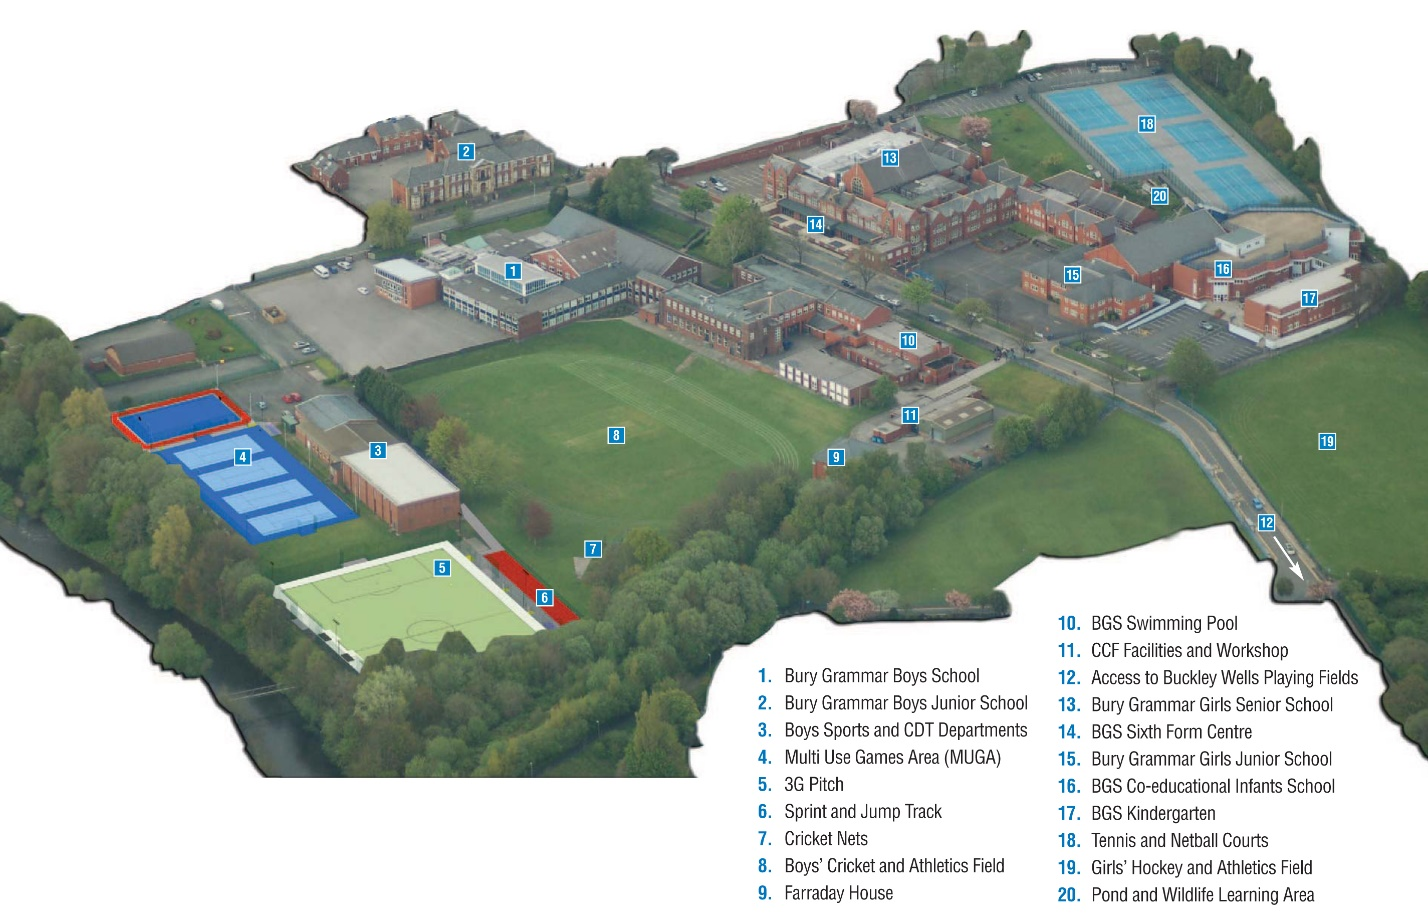 2
13
18
20
14
1
15
16
17
10
11
8
19
3
4
9
12
7
5
6
1. Bury Grammar Boys School
2. Bury Grammar Boys Junior School
3. Boys Sports and CDT Departments
4. Multi Use Games Area (MUGA)
5. 3G Pitch
6. Sprint and Jump Track
7. Cricket Nets
8. Boys' Cricket and Athletics Field
9. Farraday House
10. BGS Swimming Pool
11. CCF Facilities and Workshop
12. Access to Buckley Wells Playing Fields
13. Bury Grammar Girls Senior School
14. BGS Sixth Form Centre
15. Bury Grammar Girls Junior School
16. BGS Co-educational Infants School
17. BGS Kindergarten
18. Tennis and Netball Courts
19. Girls' Hockey and Athletics Field
20. Pond and Wildlife Learning Area